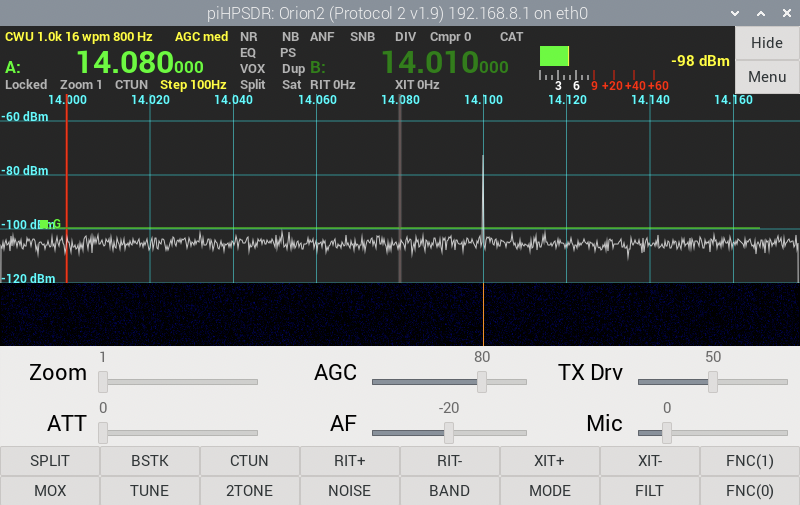 piHPSDR: Orion2 (Protocol 2 v1.9) 192.168.8.1 on eth0
CWU 1.0k 16 wpm 800 Hz AGC med NR NB ANF SNB DIV Cmpr 0 CAT Hide
EQ PS
A: 14.080000 VOX Dup B: 14.010000 -98 dBm
Locked Zoom 1 CTUN Step 100Hz Split Sat RIT 0Hz XIT 0Hz 3 6 9 +20 +40 +60 Menu
14.000 14.020 14.040 14.060 14.080 14.100 14.120 14.140 14.160
-60 dBm
-80 dBm
-100 dBm G
-120 dBm
1 80 50
Zoom AGC TX Drv
0 -20 0
ATT AF Mic
SPLIT BSTK CTUN RIT+ RIT- XIT+ XIT- FNC(1)
MOX TUNE 2TONE NOISE BAND MODE FILT FNC(0)